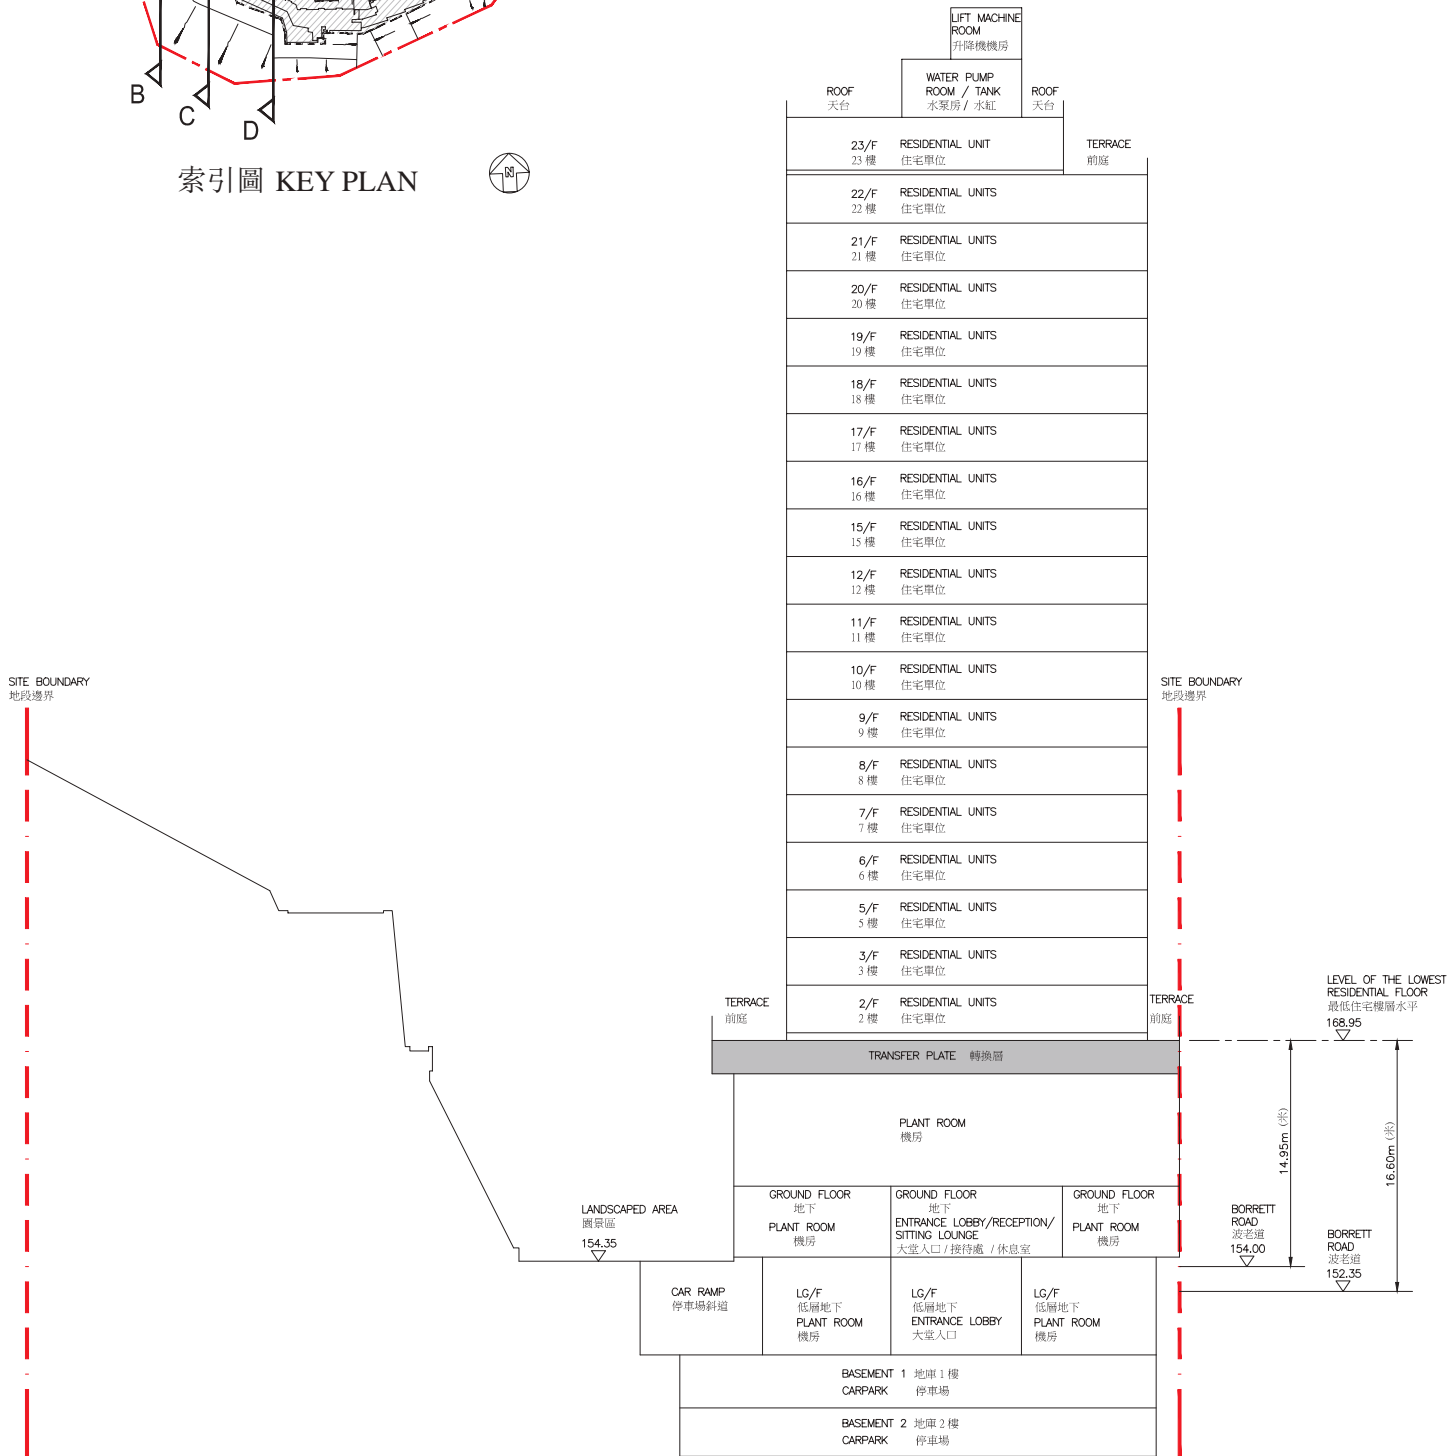 B
C
D
索引圖 KEY PLAN
N
LIFT MACHINE
ROOM
升降機機房
WATER PUMP
ROOM / TANK
水泵房 / 水缸
ROOF
天台
ROOF
天台
23/F RESIDENTIAL UNIT
23 樓 住宅單位
TERRACE
前庭
22/F RESIDENTIAL UNITS
22 樓 住宅單位
21/F RESIDENTIAL UNITS
21 樓 住宅單位
20/F RESIDENTIAL UNITS
20 樓 住宅單位
19/F RESIDENTIAL UNITS
19 樓 住宅單位
18/F RESIDENTIAL UNITS
18 樓 住宅單位
17/F RESIDENTIAL UNITS
17 樓 住宅單位
16/F RESIDENTIAL UNITS
16 樓 住宅單位
15/F RESIDENTIAL UNITS
15 樓 住宅單位
12/F RESIDENTIAL UNITS
12 樓 住宅單位
11/F RESIDENTIAL UNITS
11 樓 住宅單位
10/F RESIDENTIAL UNITS
10 樓 住宅單位
9/F RESIDENTIAL UNITS
9 樓 住宅單位
8/F RESIDENTIAL UNITS
8 樓 住宅單位
7/F RESIDENTIAL UNITS
7 樓 住宅單位
6/F RESIDENTIAL UNITS
6 樓 住宅單位
5/F RESIDENTIAL UNITS
5 樓 住宅單位
3/F RESIDENTIAL UNITS
3 樓 住宅單位
2/F RESIDENTIAL UNITS
2 樓 住宅單位
SITE BOUNDARY
地段邊界
SITE BOUNDARY
地段邊界
TERRACE
前庭
TERRACE
前庭
LEVEL OF THE LOWEST
RESIDENTIAL FLOOR
最低住宅樓層水平
168.95
TRANSFER PLATE 轉換層
PLANT ROOM
機房
14.95m (米)
16.60m (米)
GROUND FLOOR
地下
PLANT ROOM
機房
GROUND FLOOR
地下
ENTRANCE LOBBY/RECEPTION/
SITTING LOUNGE
大堂入口 / 接待處 / 休息室
GROUND FLOOR
地下
PLANT ROOM
機房
LANDSCAPED AREA
園景區
154.35
BORRETT
ROAD
波老道
154.00
BORRETT
ROAD
波老道
152.35
CAR RAMP
停車場斜道
LG/F
低層地下
PLANT ROOM
機房
LG/F
低層地下
ENTRANCE LOBBY
大堂入口
LG/F
低層地下
PLANT ROOM
機房
BASEMENT 1 地庫 1 樓
CARPARK 停車場
BASEMENT 2 地庫 2 樓
CARPARK 停車場